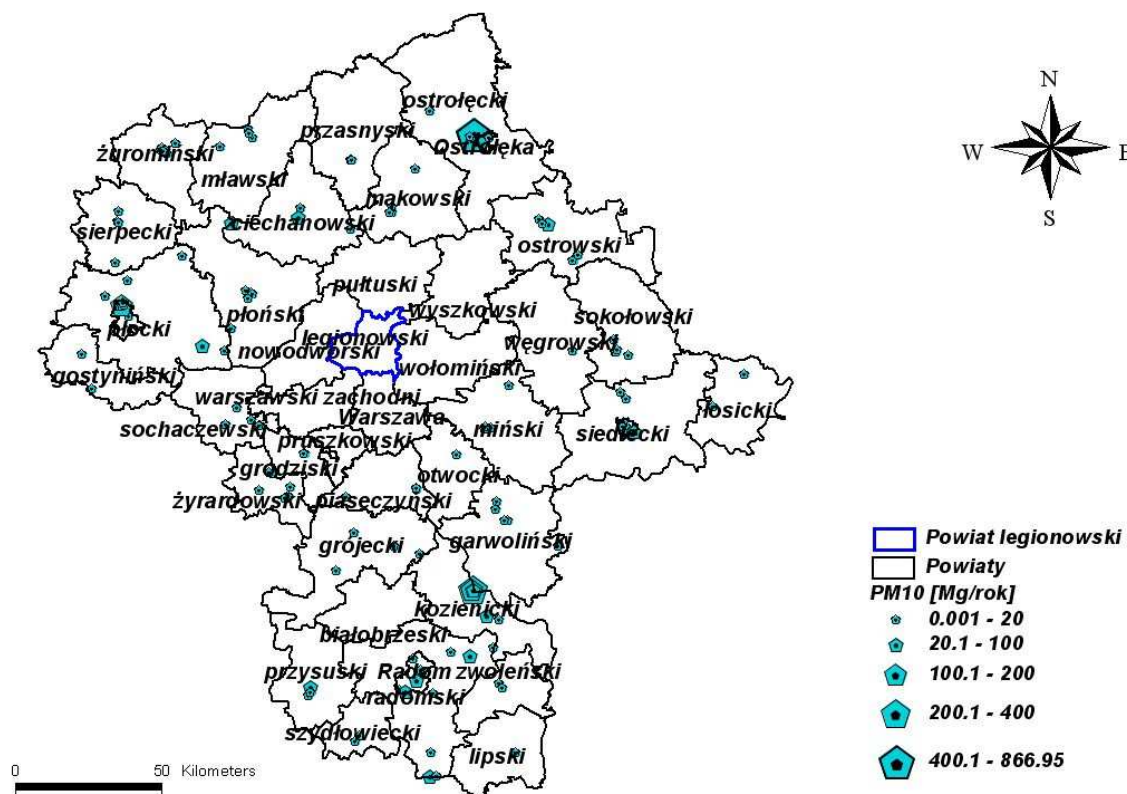 N
W E
S
ostrołęcki
Ostrołęka
przasnyski
żuromiński
mławski
makowski
ciechanowski
sierpecki
ostrowski
pułtuski
wyszkowski
płoński
sokołowski
płocki
legionowski
węgrowski
nowodworski
wołomiński
gostyniński
warszawski zachodni
łosicki
Warszawa
sochaczewski
miński
siedlecki
pruszkowski
grodziski
otwocki
żyrardowski
piaseczyński
grójecki
garwoliński
kozienicki
białobrzeski
przysuski
Radom
zwoleński
radomski
szydłowiecki
lipski
Powiat legionowski
Powiaty
PM10 [Mg/rok]
0.001 - 20
20.1 - 100
100.1 - 200
200.1 - 400
400.1 - 866.95
0 50 Kilometers